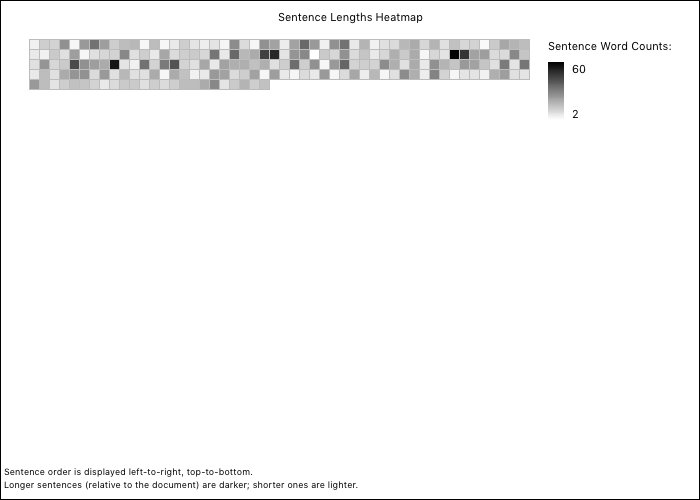 Sentence Lengths Heatmap
Sentence Word Counts:
60
2
Sentence order is displayed left-to-right, top-to-bottom.
Longer sentences (relative to the document) are darker; shorter ones are lighter.